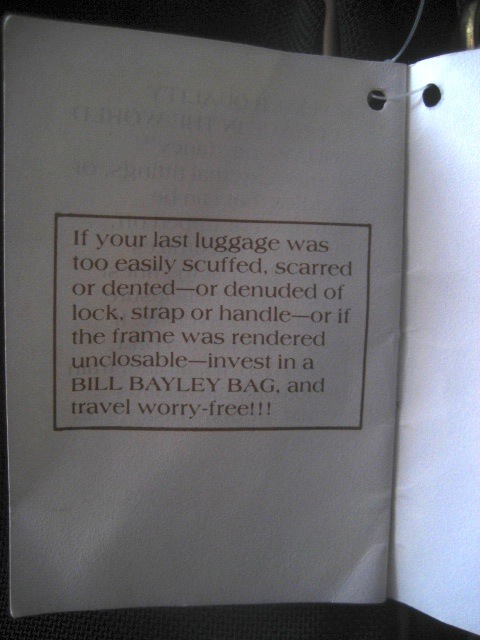 If your last luggage was
too easily scuffed, scarred
or dented—or denuded of
lock, strap or handle—or if
the frame was rendered
unclosable—invest in a
BILL BAYLEY BAG, and
travel worry-free!!!